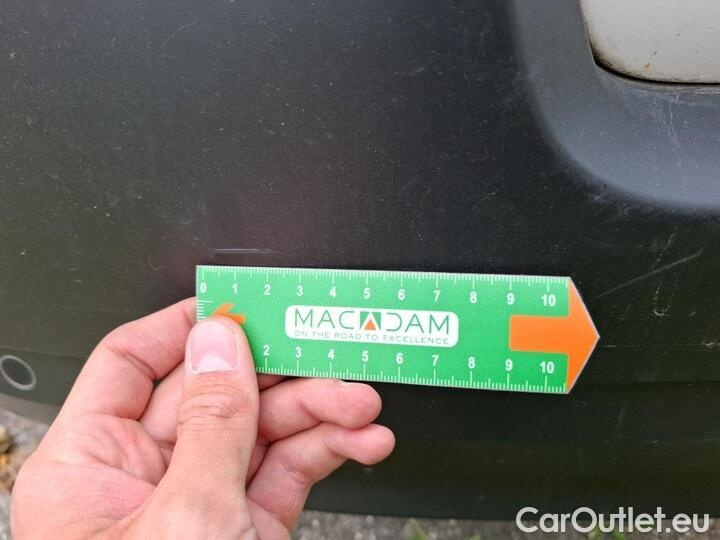 0 1 2 3 4 5 6 7 8 9 10
MACADAM
ON THE ROAD TO EXCELLENCE
2 3 4 5 6 7 8 9 10
CarOutlet.eu